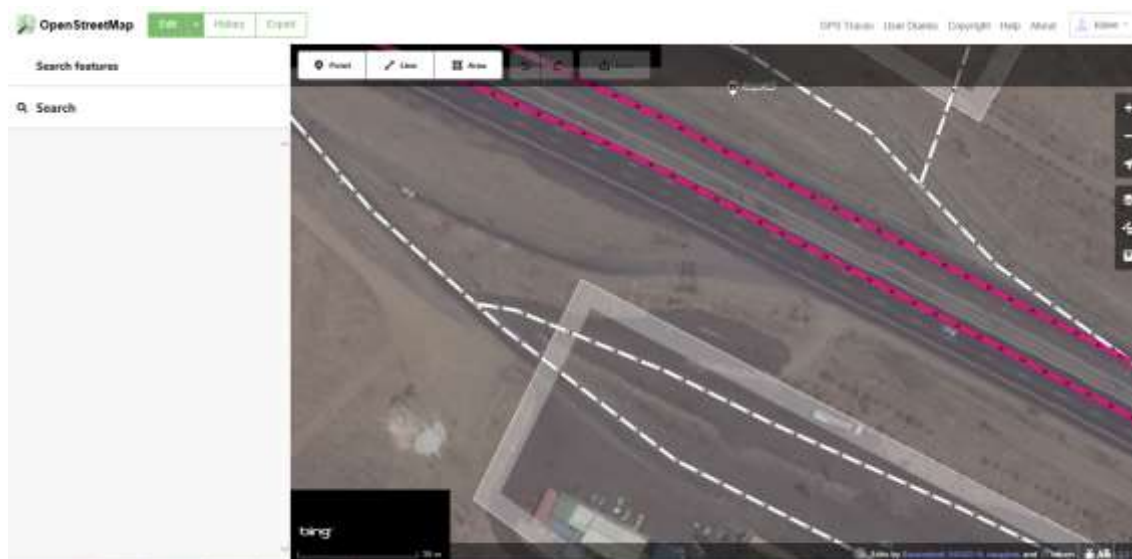 OpenStreetMap Edit History Export
GPS Traces User Diaries Copyright Help About
Search features
Point Line Area
Search
bing